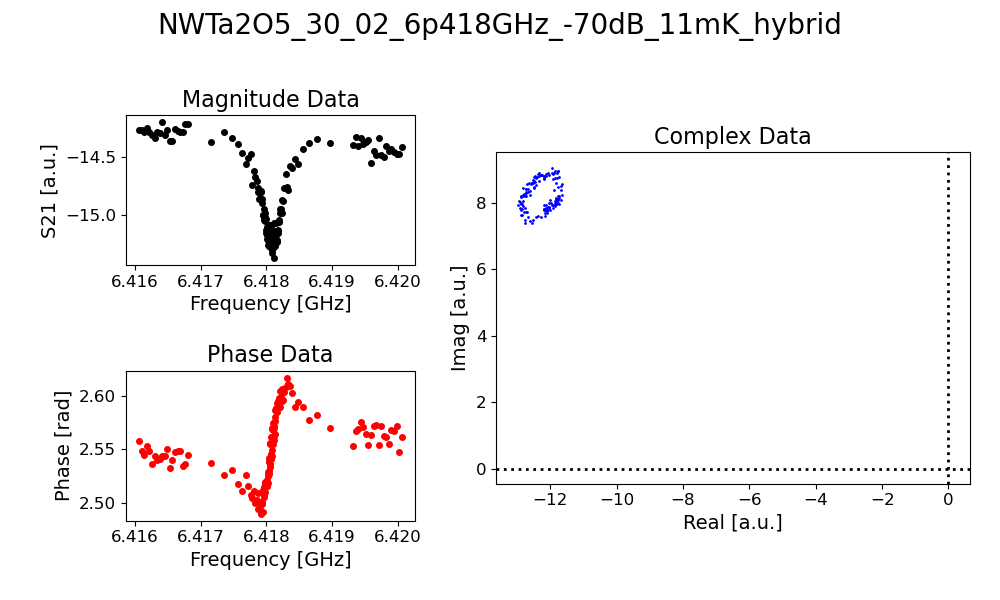 NWTa2O5_30_02_6p418GHz_-70dB_11mK_hybrid
Magnitude Data
S21 [a.u.]
−14.5
−15.0
6.416 6.417 6.418 6.419 6.420
Frequency [GHz]
Phase Data
Phase [rad]
2.60
2.55
2.50
6.416 6.417 6.418 6.419 6.420
Frequency [GHz]
Complex Data
Imag [a.u.]
8
6
4
2
0
−12 −10 −8 −6 −4 −2 0
Real [a.u.]